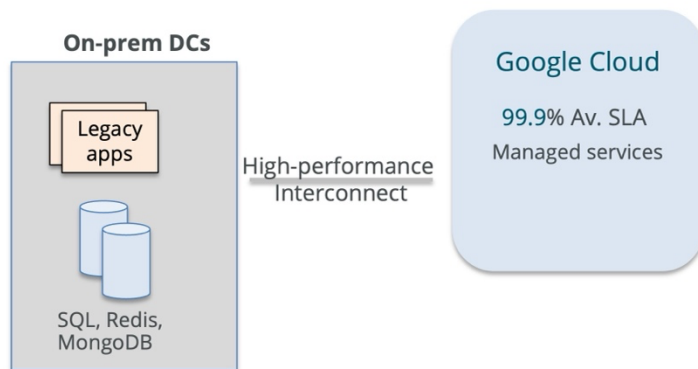 On-prem DCs
Legacy
apps
SQL, Redis,
MongoDB
High-performance
Interconnect
Google Cloud
99.9% Av. SLA
Managed services